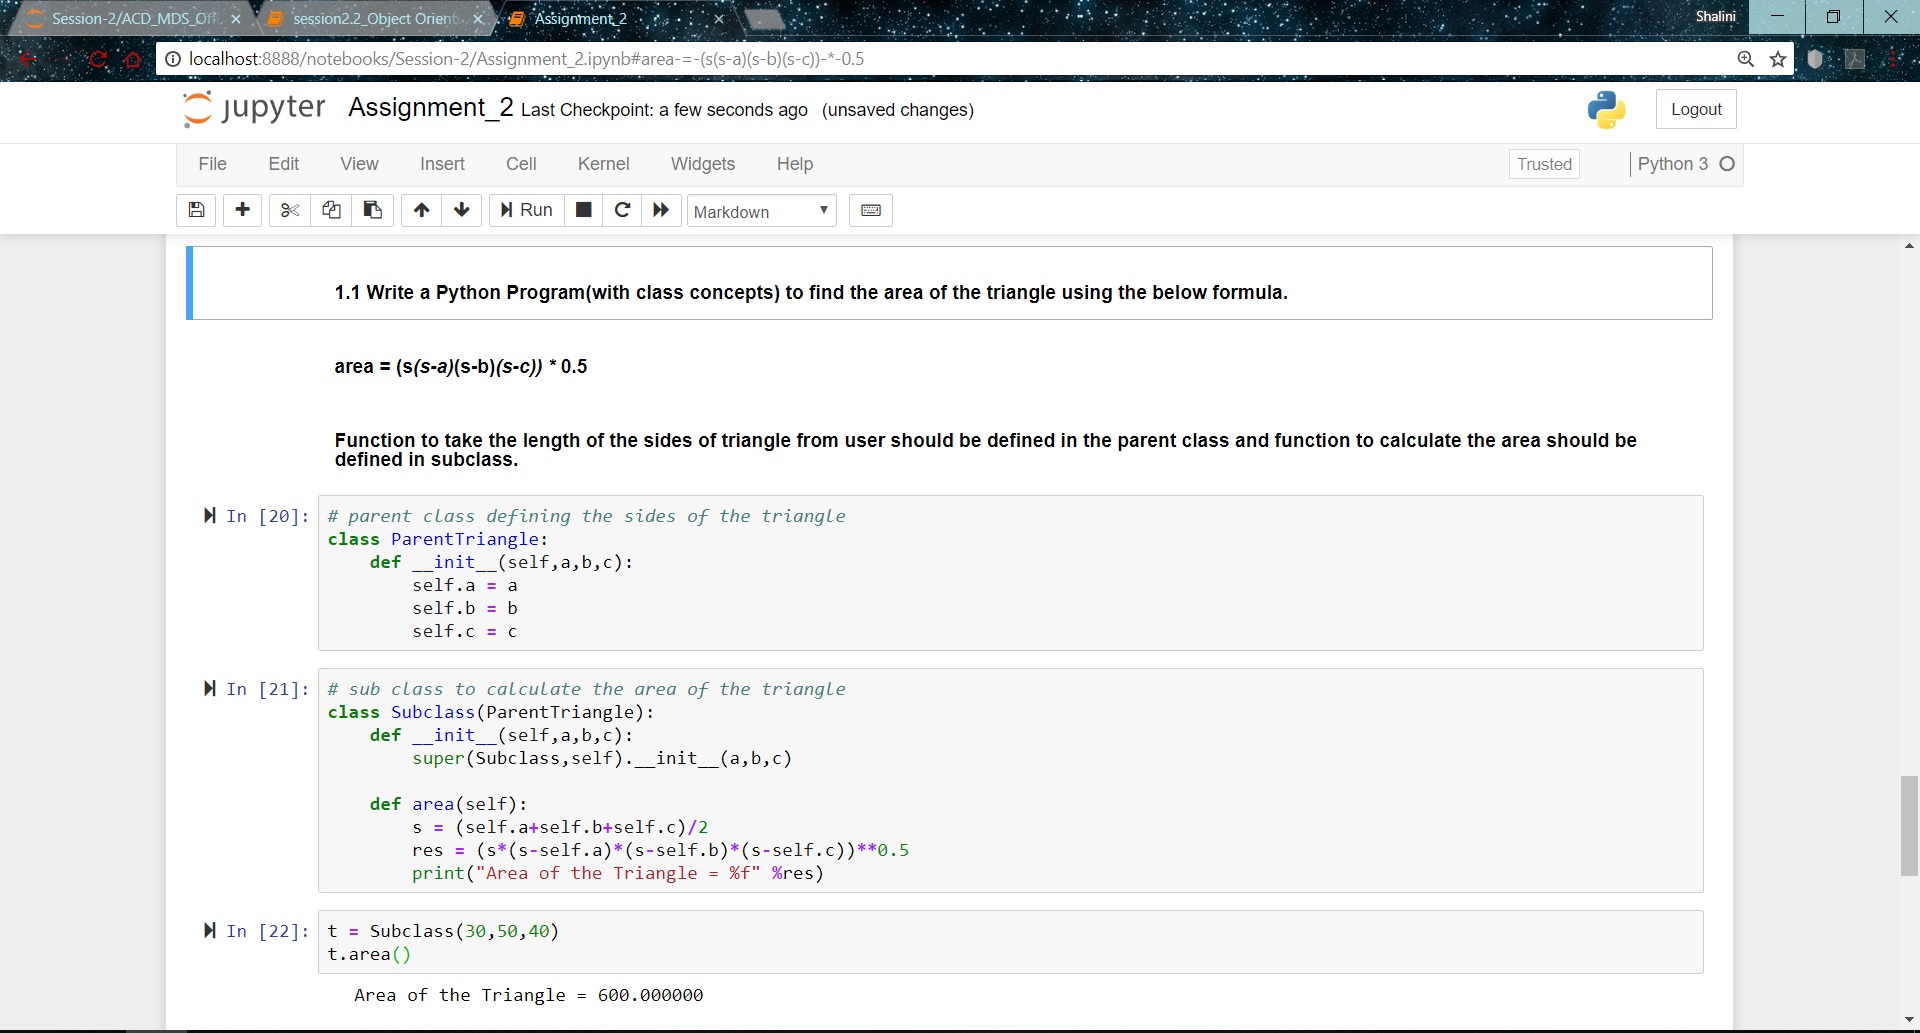 Session-2/ACD_MDS_Offl
session2.2_Object Orient
Assignment_2
Shalini
localhost:8888/notebooks/Session-2/Assignment_2.ipynb#area-=-(s(s-a)(s-b)(s-c))-*-0.5
jupyter Assignment_2 Last Checkpoint: a few seconds ago (unsaved changes)
Logout
File Edit View Insert Cell Kernel Widgets Help
Trusted
Python 3
Run
Markdown
1.1 Write a Python Program(with class concepts) to find the area of the triangle using the below formula.
area = (s(s-a)(s-b)(s-c)) * 0.5
Function to take the length of the sides of triangle from user should be defined in the parent class and function to calculate the area should be
defined in subclass.
In [20]:
# parent class defining the sides of the triangle
class ParentTriangle:
    def __init__(self,a,b,c):
        self.a = a
        self.b = b
        self.c = c
In [21]:
# sub class to calculate the area of the triangle
class Subclass(ParentTriangle):
    def __init__(self,a,b,c):
        super(Subclass,self).__init__(a,b,c)
    def area(self):
        s = (self.a+self.b+self.c)/2
        res = (s*(s-self.a)*(s-self.b)*(s-self.c))**0.5
        print("Area of the Triangle = %f" %res)
In [22]:
t = Subclass(30,50,40)
t.area()
Area of the Triangle = 600.000000